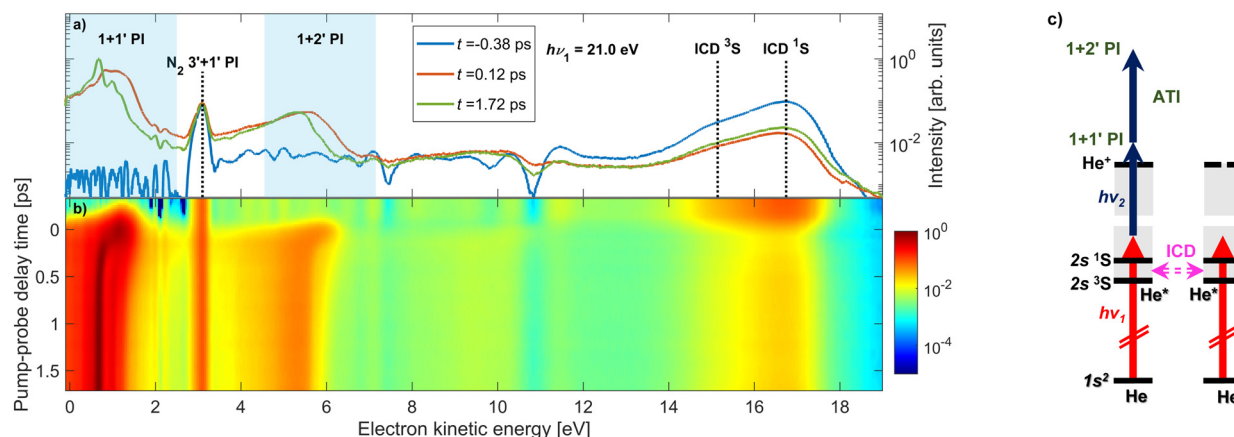 a)
1+1' PI
1+2' PI
N₂ 3'+1' PI
t =-0.38 ps
t =0.12 ps
t =1.72 ps
hν₁ = 21.0 eV
ICD ³S
ICD ¹S
10⁰
10⁻²
Intensity [arb. units]
b)
Pump-probe delay time [ps]
0
0.5
1
1.5
10⁰
10⁻²
10⁻⁴
0 2 4 6 8 10 12 14 16 18
Electron kinetic energy [eV]
c)
1+2' PI
ATI
1+1' PI
He⁺
hν₂
2s ¹S
ICD
2s ³S
He* He*
hν₁
1s²
He He